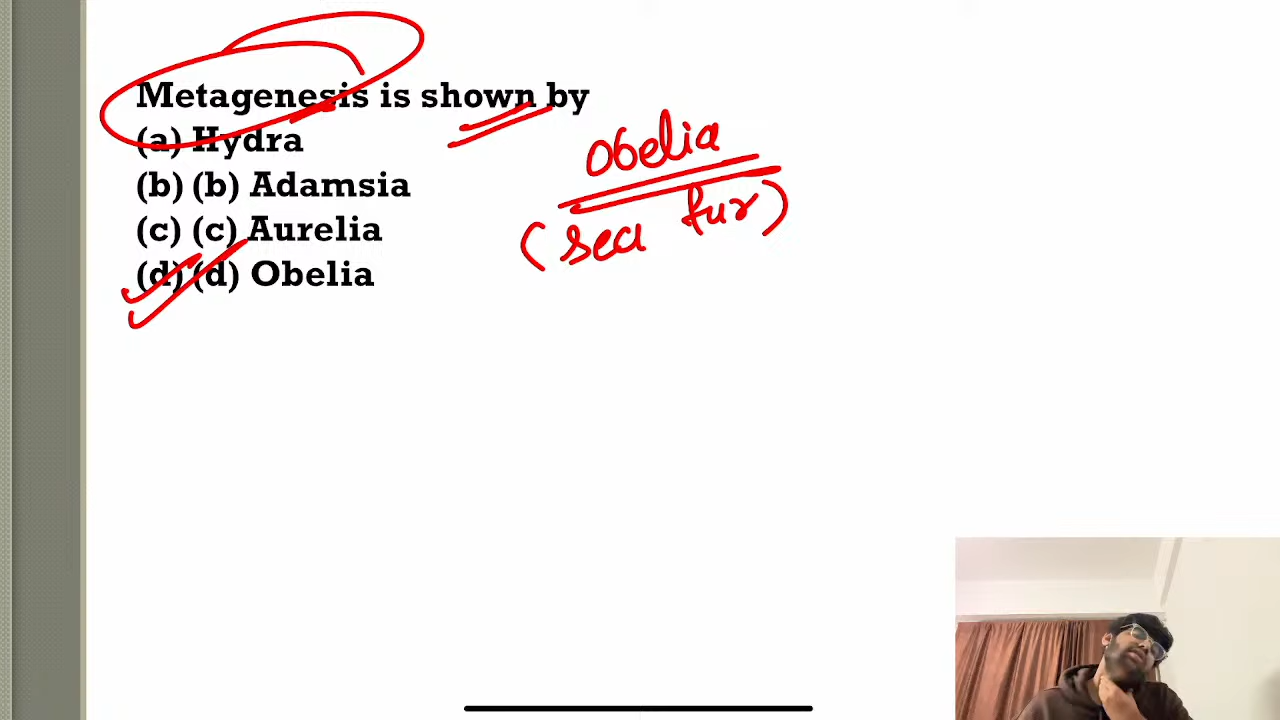 Metagenesis is shown by
(a) Hydra
(b) (b) Adamsia
(c) (c) Aurelia
(d) (d) Obelia
Obelia
(sea fur)